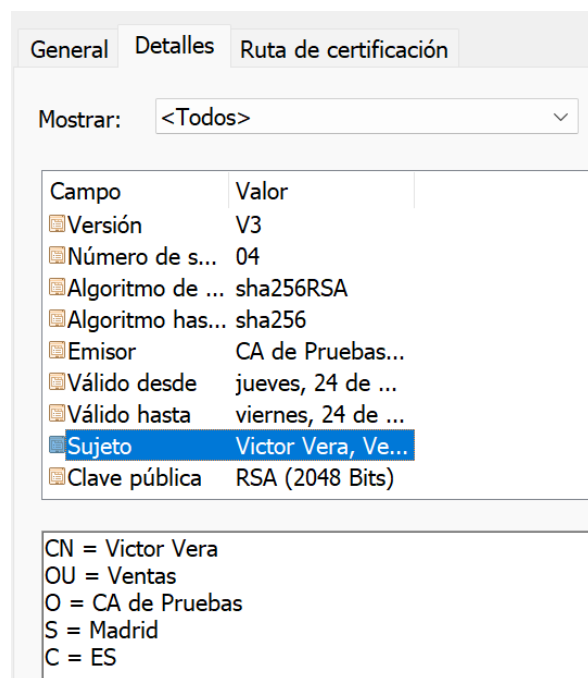 General Detalles Ruta de certificación
Mostrar: <Todos>
Campo Valor
Versión V3
Número de s... 04
Algoritmo de ... sha256RSA
Algoritmo has... sha256
Emisor CA de Pruebas...
Válido desde jueves, 24 de ...
Válido hasta viernes, 24 de ...
Sujeto Victor Vera, Ve...
Clave pública RSA (2048 Bits)
CN = Victor Vera
OU = Ventas
O = CA de Pruebas
S = Madrid
C = ES